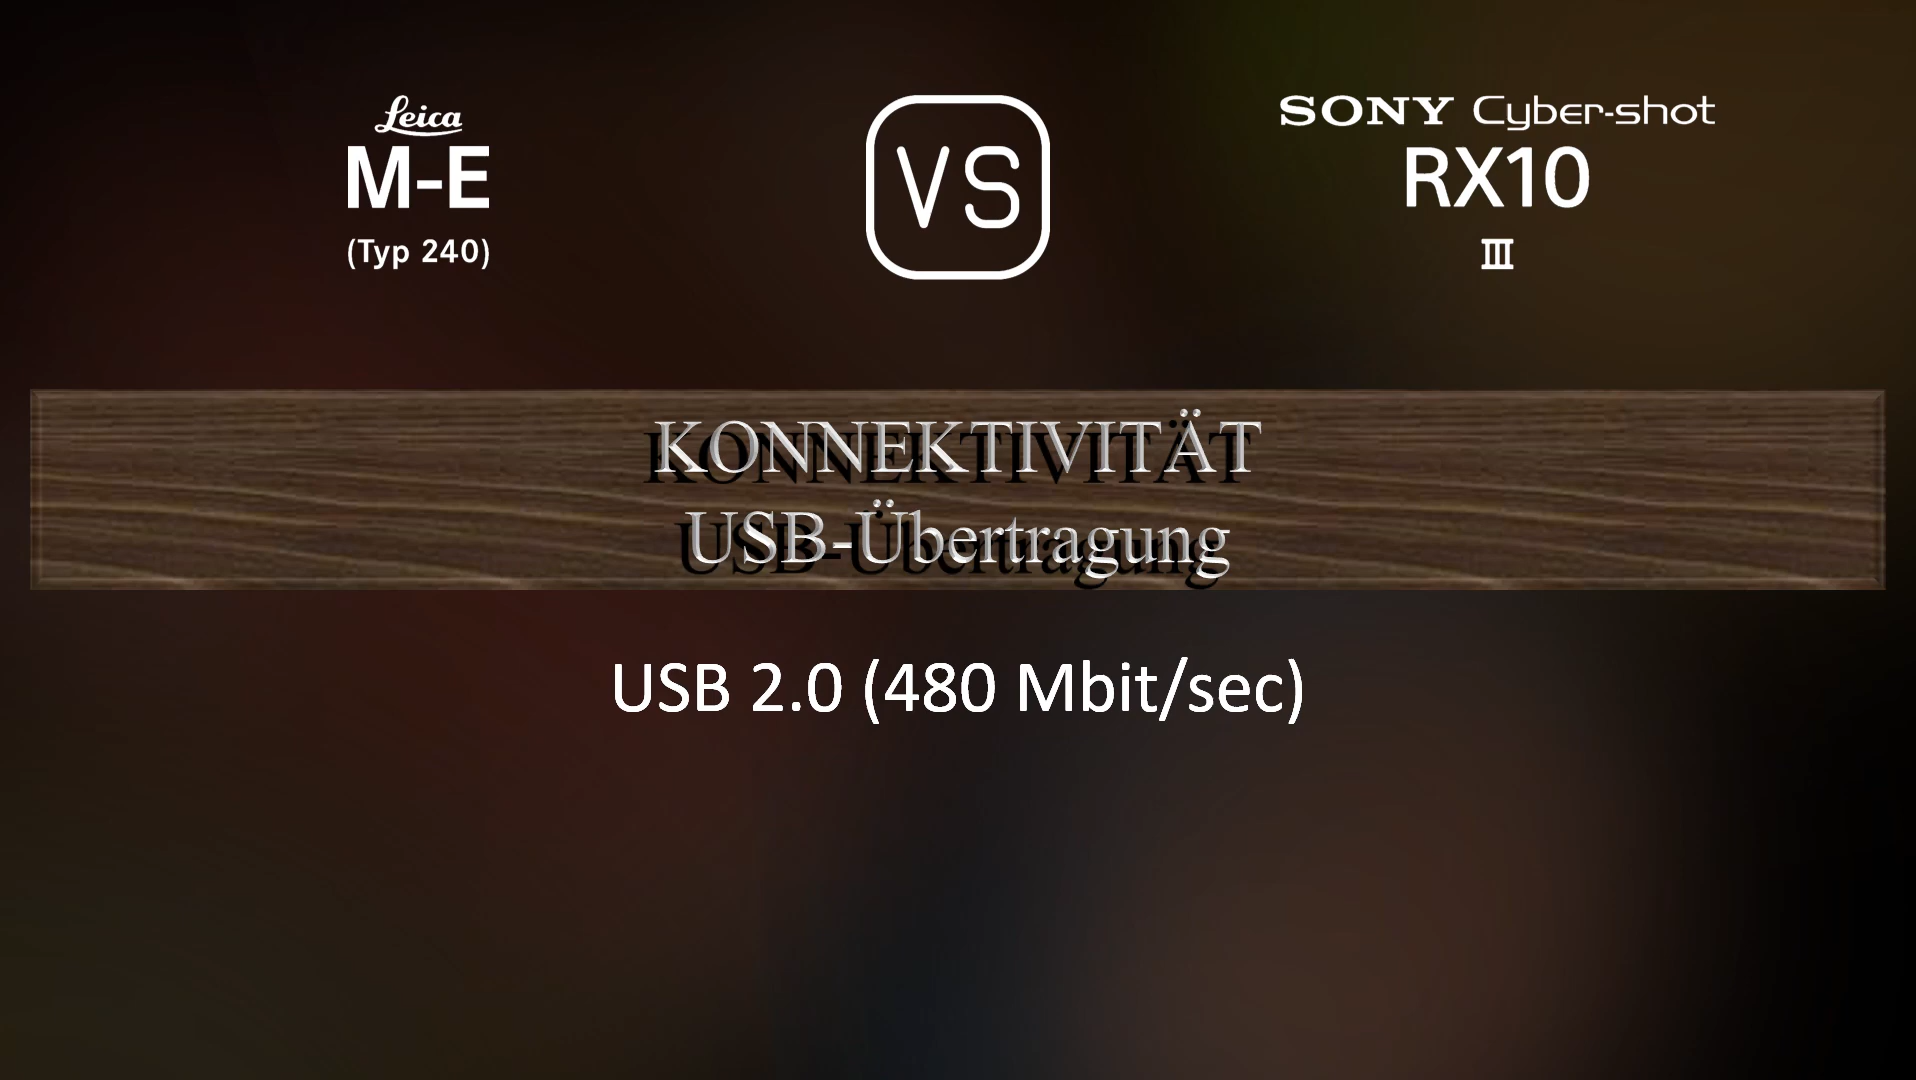 Leica
M-E
(Typ 240)
VS
SONY Cyber-shot
RX10
III
KONNEKTIVITÄT
USB-Übertragung
USB 2.0 (480 Mbit/sec)